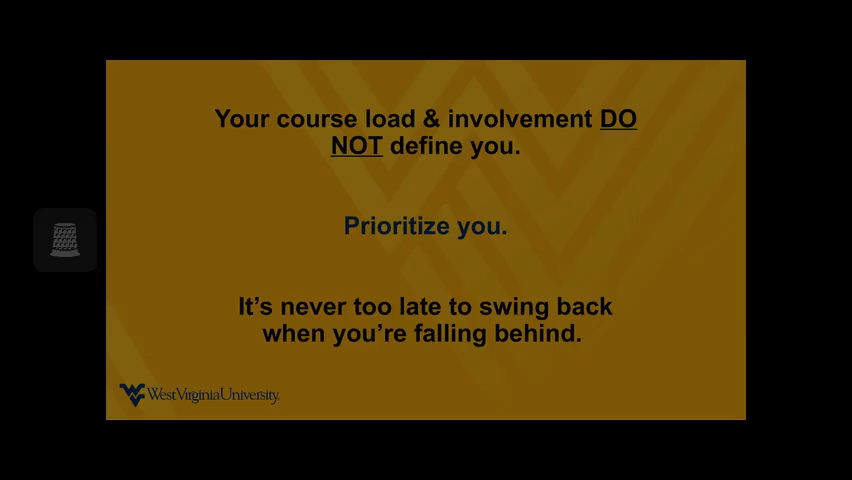 Your course load & involvement DO
NOT define you.
Prioritize you.
It's never too late to swing back
when you're falling behind.
WestVirginiaUniversity.